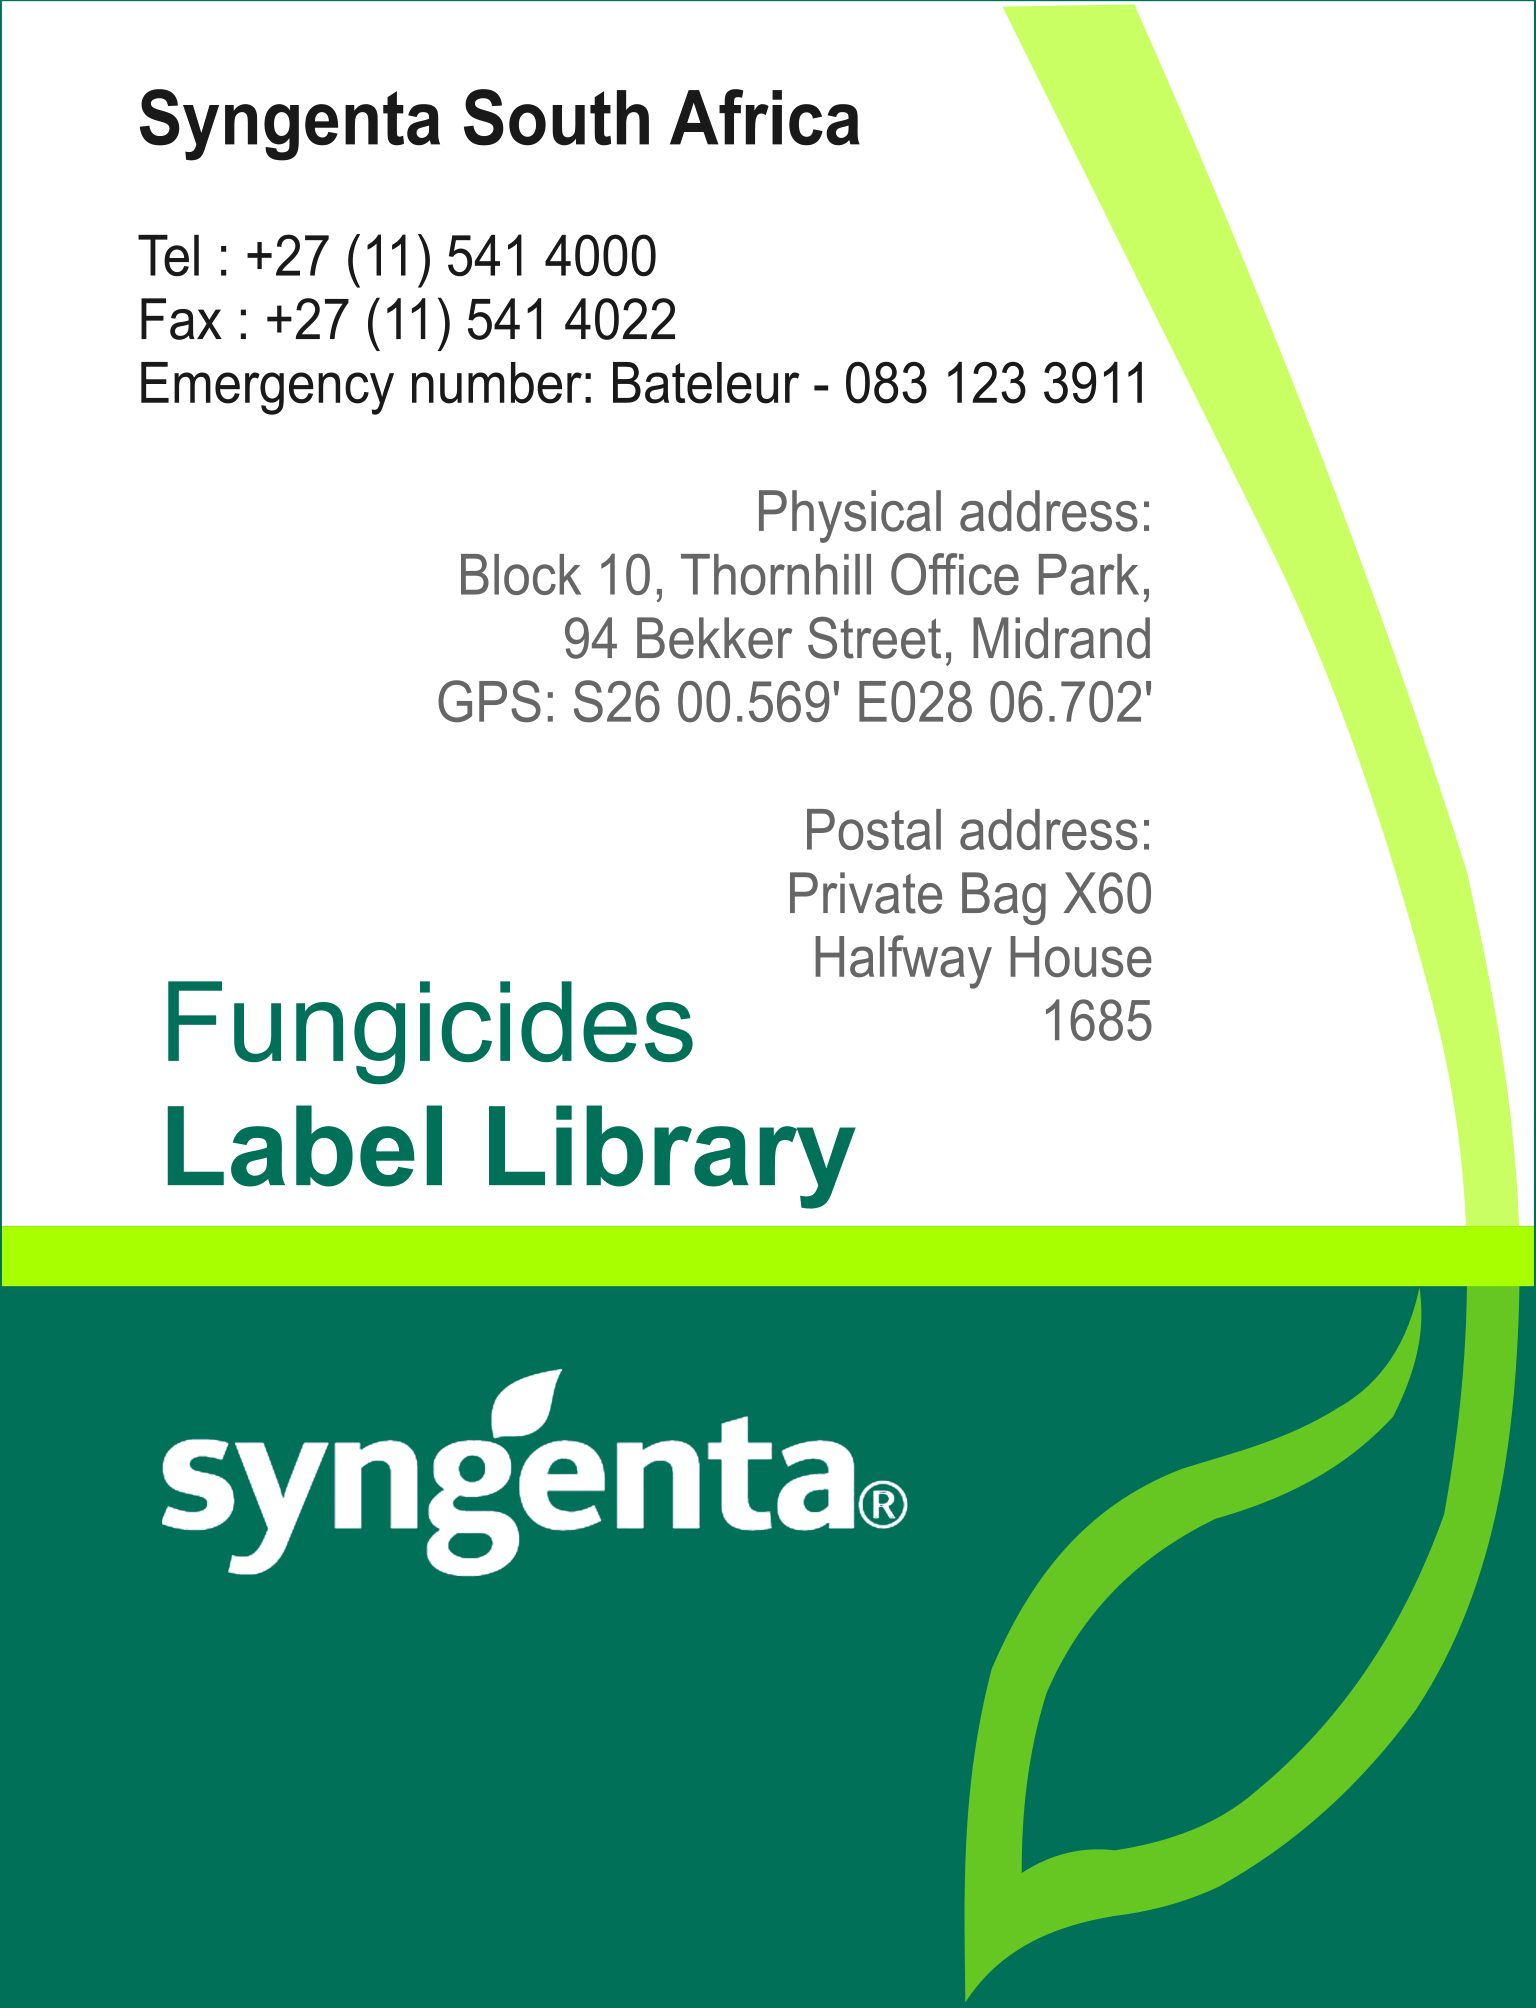 Syngenta South Africa
Tel : +27 (11) 541 4000
Fax : +27 (11) 541 4022
Emergency number: Bateleur - 083 123 3911
Physical address:
Block 10, Thornhill Office Park,
94 Bekker Street, Midrand
GPS: S26 00.569' E028 06.702'
Postal address:
Private Bag X60
Halfway House
1685
Fungicides
Label Library
syngenta®